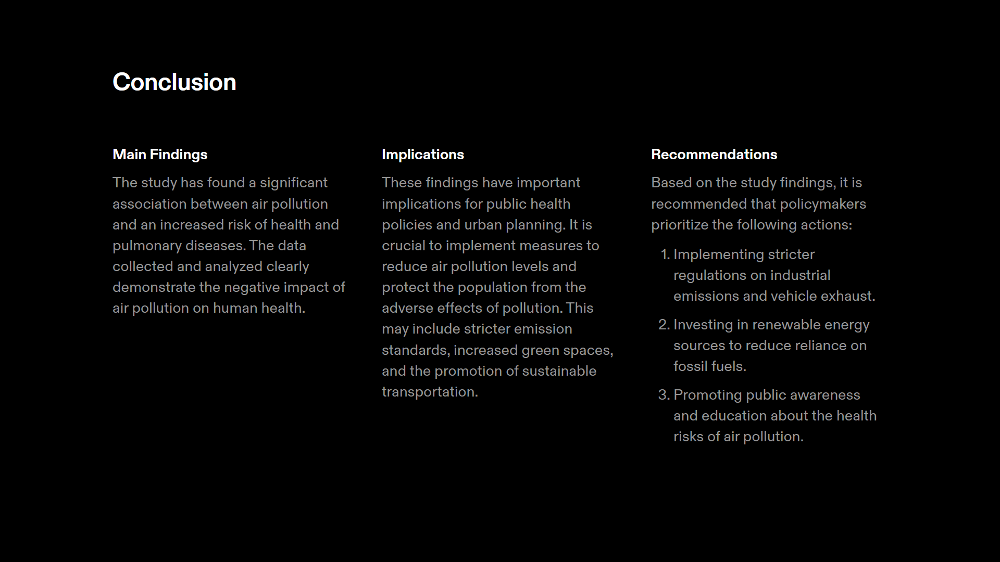 Conclusion
Main Findings
The study has found a significant
association between air pollution
and an increased risk of health and
pulmonary diseases. The data
collected and analyzed clearly
demonstrate the negative impact of
air pollution on human health.
Implications
These findings have important
implications for public health
policies and urban planning. It is
crucial to implement measures to
reduce air pollution levels and
protect the population from the
adverse effects of pollution. This
may include stricter emission
standards, increased green spaces,
and the promotion of sustainable
transportation.
Recommendations
Based on the study findings, it is
recommended that policymakers
prioritize the following actions:
1. Implementing stricter
regulations on industrial
emissions and vehicle exhaust.
2. Investing in renewable energy
sources to reduce reliance on
fossil fuels.
3. Promoting public awareness
and education about the health
risks of air pollution.